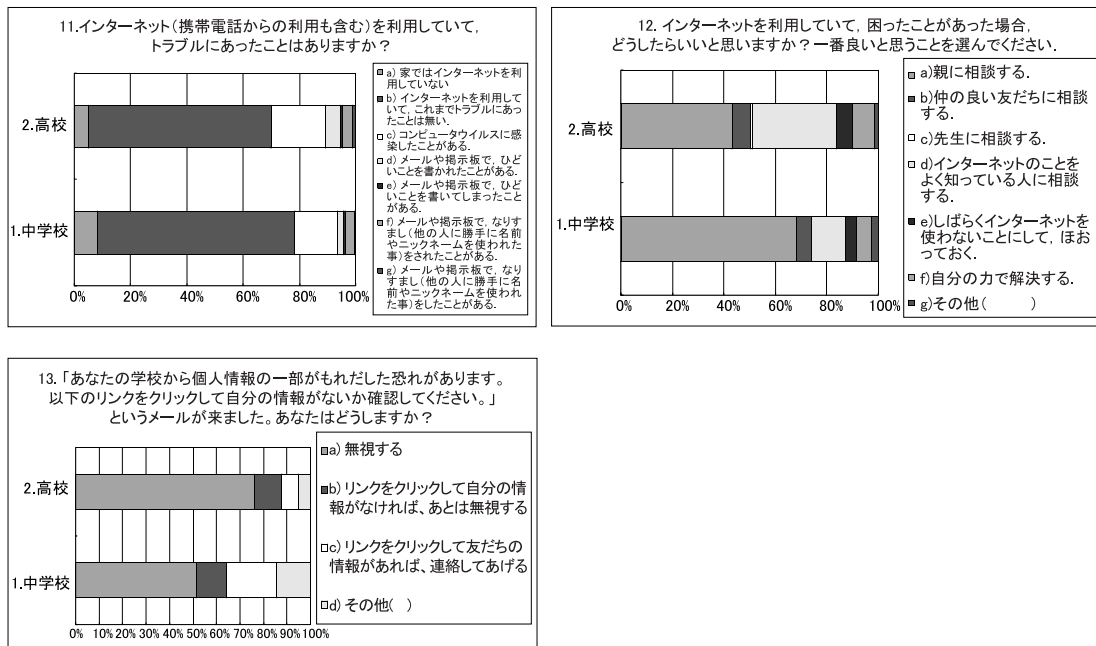 11.インターネット(携帯電話からの利用も含む)を利用していて,
トラブルにあったことはありますか?
2.高校
1.中学校
0% 20% 40% 60% 80% 100%
a) 家ではインターネットを利
用していない
b) インターネットを利用して
いて, これまでトラブルにあっ
たことは無い.
c) コンピュータウイルスに感
染したことがある.
d) メールや掲示板で, ひど
いことを書かれたことがある.
e) メールや掲示板で, ひど
いことを書いてしまったこと
がある.
f) メールや掲示板で, なりす
まし(他の人に勝手に名前
やニックネームを使われた
事)をされたことがある.
g) メールや掲示板で, なり
すまし(他の人に勝手に名
前やニックネームを使われ
た事)をしたことがある.
12. インターネットを利用していて, 困ったことがあった場合,
どうしたらいいと思いますか?一番良いと思うことを選んでください.
2.高校
1.中学校
0% 20% 40% 60% 80% 100%
a)親に相談する.
b)仲の良い友だちに相談
する.
c)先生に相談する.
d)インターネットのことを
よく知っている人に相談
する.
e)しばらくインターネットを
使わないことにして, ほお
っておく.
f)自分の力で解決する.
g)その他( )
13.「あなたの学校から個人情報の一部がもれだした恐れがあります。
以下のリンクをクリックして自分の情報がないか確認してください。」
というメールが来ました。あなたはどうしますか?
2.高校
1.中学校
0% 10% 20% 30% 40% 50% 60% 70% 80% 90% 100%
a) 無視する
b) リンクをクリックして自分の情
報がなければ、あとは無視する
c) リンクをクリックして友だちの
情報があれば、連絡してあげる
d) その他( )